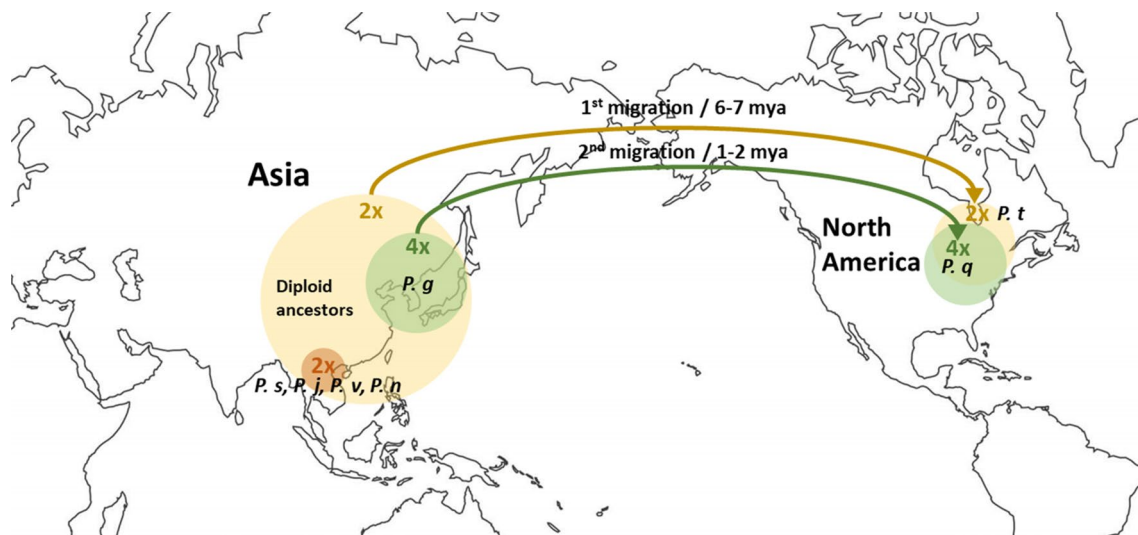 1st migration / 6-7 mya
2nd migration / 1-2 mya
Asia
2x
4x
P. g
Diploid
ancestors
2x
P. s, P. j, P. v, P. n
North
America
2x P. t
4x
P. q